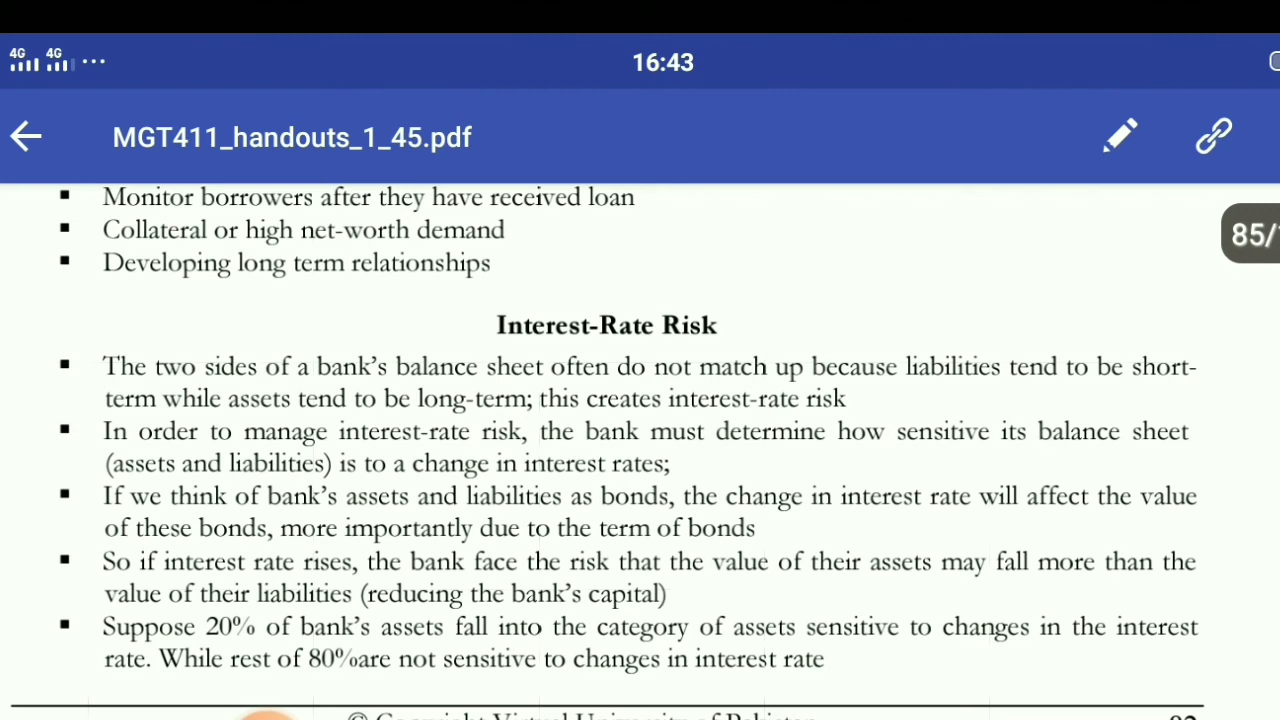 4G 4G
16:43
MGT411_handouts_1_45.pdf
▪ Monitor borrowers after they have received loan
85/
▪ Collateral or high net-worth demand
▪ Developing long term relationships
Interest-Rate Risk
▪ The two sides of a bank’s balance sheet often do not match up because liabilities tend to be short-
term while assets tend to be long-term; this creates interest-rate risk
▪ In order to manage interest-rate risk, the bank must determine how sensitive its balance sheet
(assets and liabilities) is to a change in interest rates;
▪ If we think of bank’s assets and liabilities as bonds, the change in interest rate will affect the value
of these bonds, more importantly due to the term of bonds
▪ So if interest rate rises, the bank face the risk that the value of their assets may fall more than the
value of their liabilities (reducing the bank’s capital)
▪ Suppose 20% of bank’s assets fall into the category of assets sensitive to changes in the interest
rate. While rest of 80%are not sensitive to changes in interest rate
© Copyright Virtual University of Pakistan